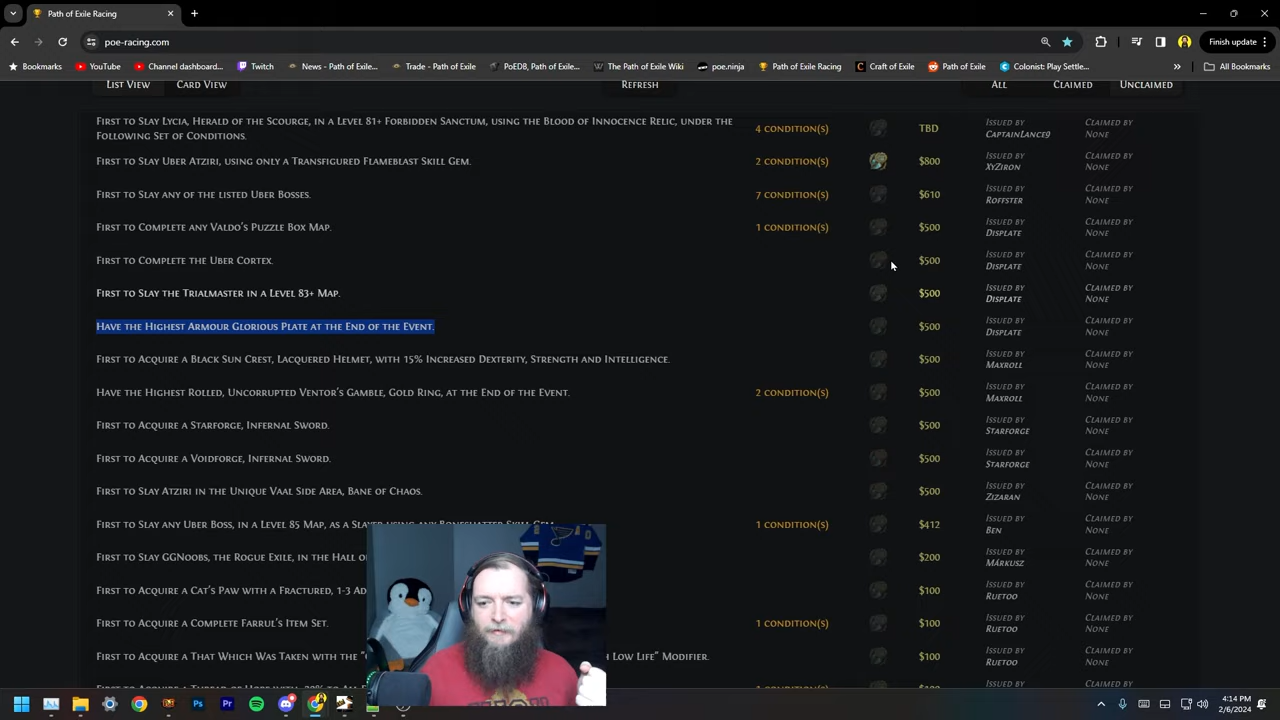 Path of Exile Racing
poe-racing.com
Finish update
Bookmarks YouTube Channel dashboard... Twitch News - Path of Exile... Trade - Path of Exile PoEDB, Path of Exile... The Path of Exile Wiki poe.ninja Path of Exile Racing Craft of Exile Reddit - Path of Exile Colonist: Play Settle... All Bookmarks
List View Card View Refresh All Claimed Unclaimed
First to Slay Lycia, Herald of the Scourge, in a Level 81+ Forbidden Sanctum, using the Blood of Innocence Relic, under the
Following Set of Conditions. 4 condition(s) TBD Issued by CaptainLance9 Claimed by None
First to Slay Uber Atziri, using only a Transfigured Flameblast Skill Gem. 2 condition(s) $800 Issued by XyZiron Claimed by None
First to Slay any of the listed Uber Bosses. 7 condition(s) $610 Issued by Roffster Claimed by None
First to Complete any Valdo's Puzzle Box Map. 1 condition(s) $500 Issued by Displate Claimed by None
First to Complete the Uber Cortex. $500 Issued by Displate Claimed by None
First to Slay the Trialmaster in a Level 83+ Map. $500 Issued by Displate Claimed by None
Have the Highest Armour Glorious Plate at the End of the Event. $500 Issued by Displate Claimed by None
First to Acquire a Black Sun Crest, Lacquered Helmet, with 15% Increased Dexterity, Strength and Intelligence. $500 Issued by Maxroll Claimed by None
Have the Highest Rolled, Uncorrupted Ventor's Gamble, Gold Ring, at the End of the Event. 2 condition(s) $500 Issued by Maxroll Claimed by None
First to Acquire a Starforge, Infernal Sword. $500 Issued by Starforge Claimed by None
First to Acquire a Voidforge, Infernal Sword. $500 Issued by Starforge Claimed by None
First to Slay Atziri in the Unique Vaal Side Area, Bane of Chaos. $500 Issued by Zizaran Claimed by None
First to Slay any Uber Boss, in a Level 85 Map, as a Slayer using any Boneshatter Skill Gem. 1 condition(s) $412 Issued by Ben Claimed by None
First to Slay GGNoobs, the Rogue Exile, in the Hall of $200 Issued by Márkusz Claimed by None
First to Acquire a Cat's Paw with a Fractured, 1-3 Ad $100 Issued by Ruetoo Claimed by None
First to Acquire a Complete Farrul's Item Set. 1 condition(s) $100 Issued by Ruetoo Claimed by None
First to Acquire a That Which Was Taken with the Low Life" Modifier. $100 Issued by Ruetoo Claimed by None
4:14 PM
2/6/2024